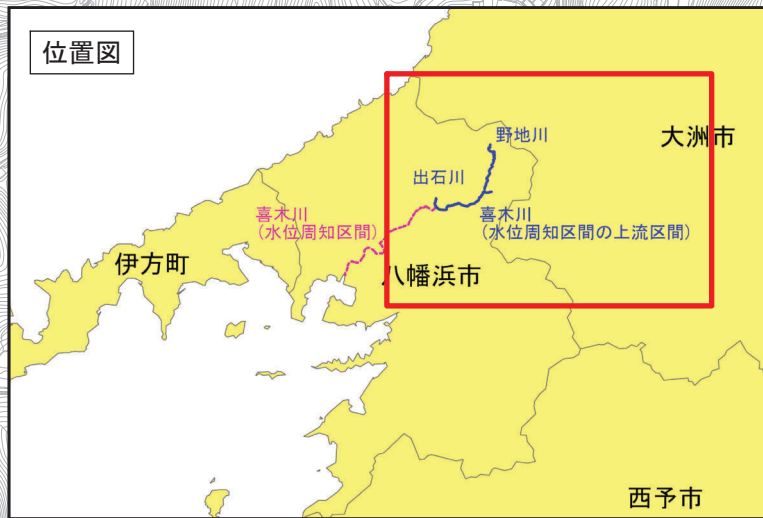 位置図
野地川
大洲市
出石川
喜木川
(水位周知区間)
喜木川
(水位周知区間の上流区間)
伊方町
八幡浜市
西予市